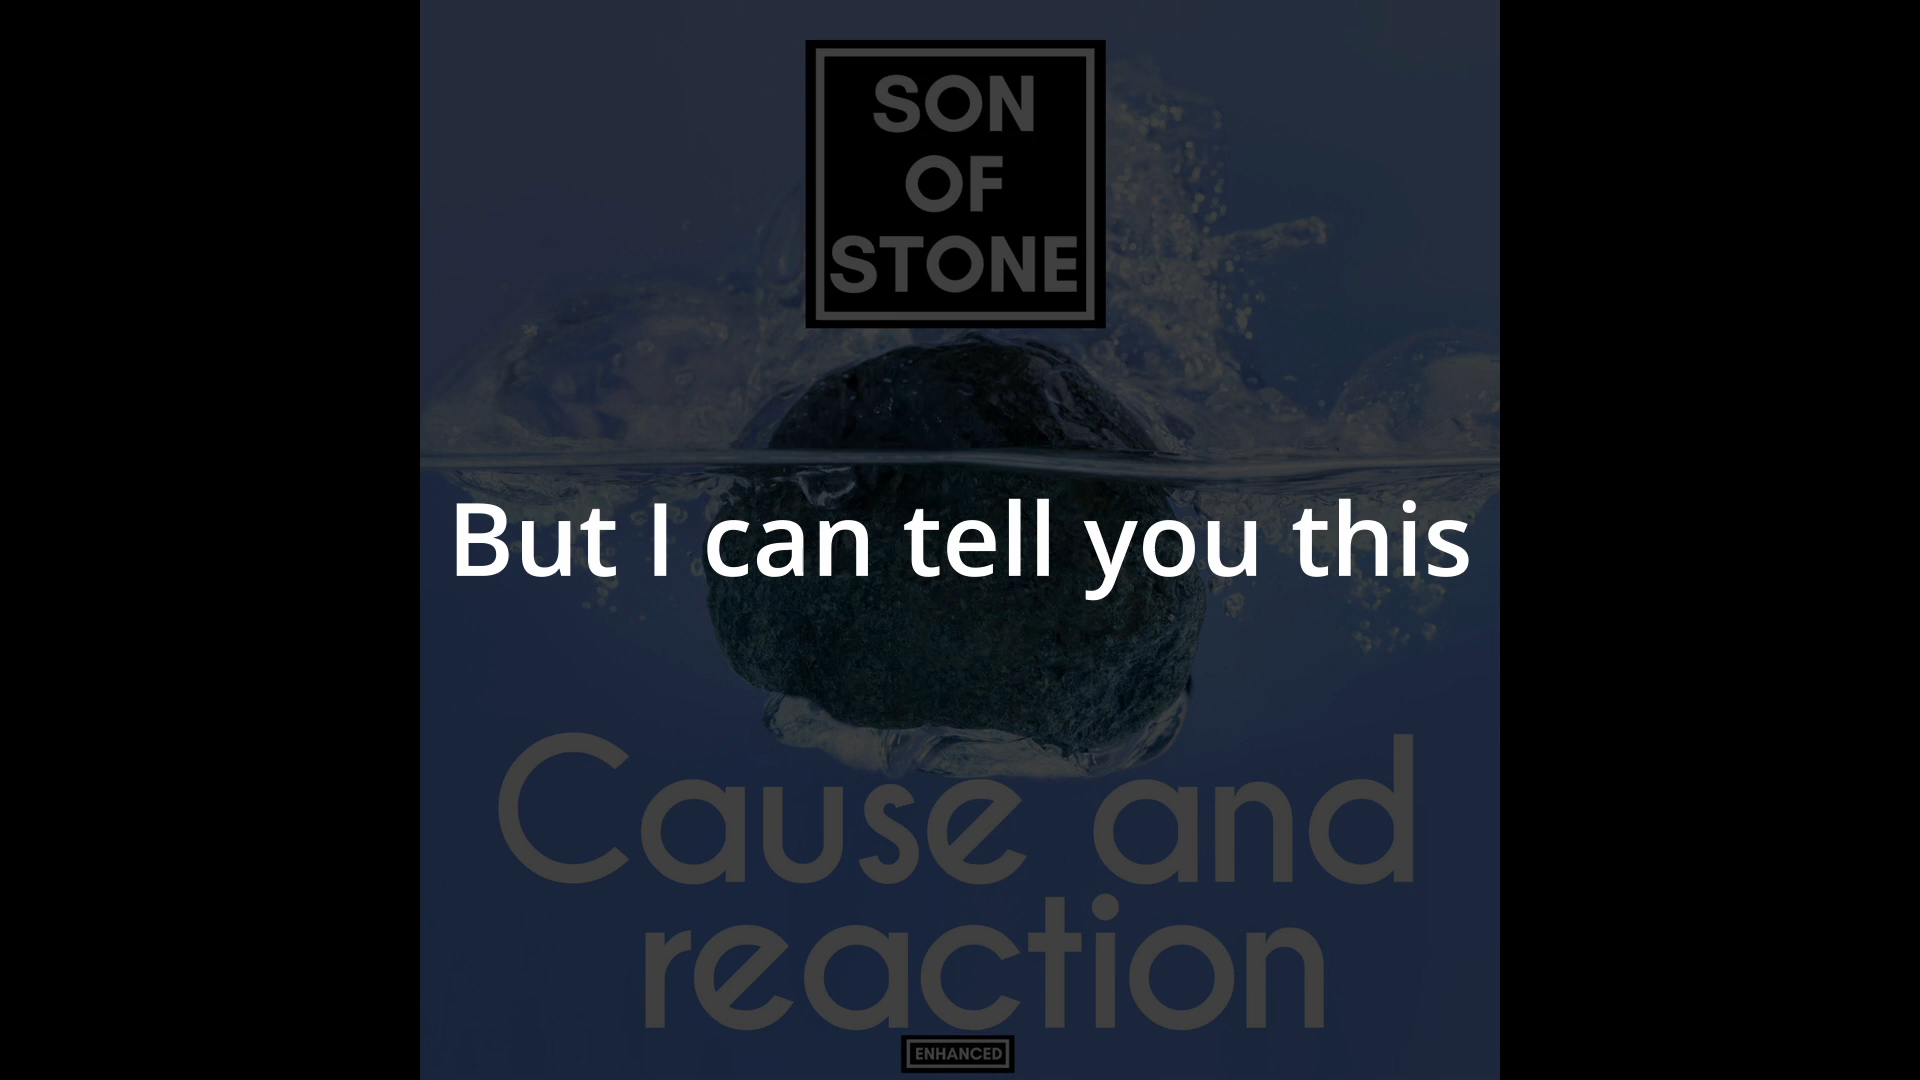 SON
OF
STONE
But I can tell you this
Cause and
reaction
ENHANCED